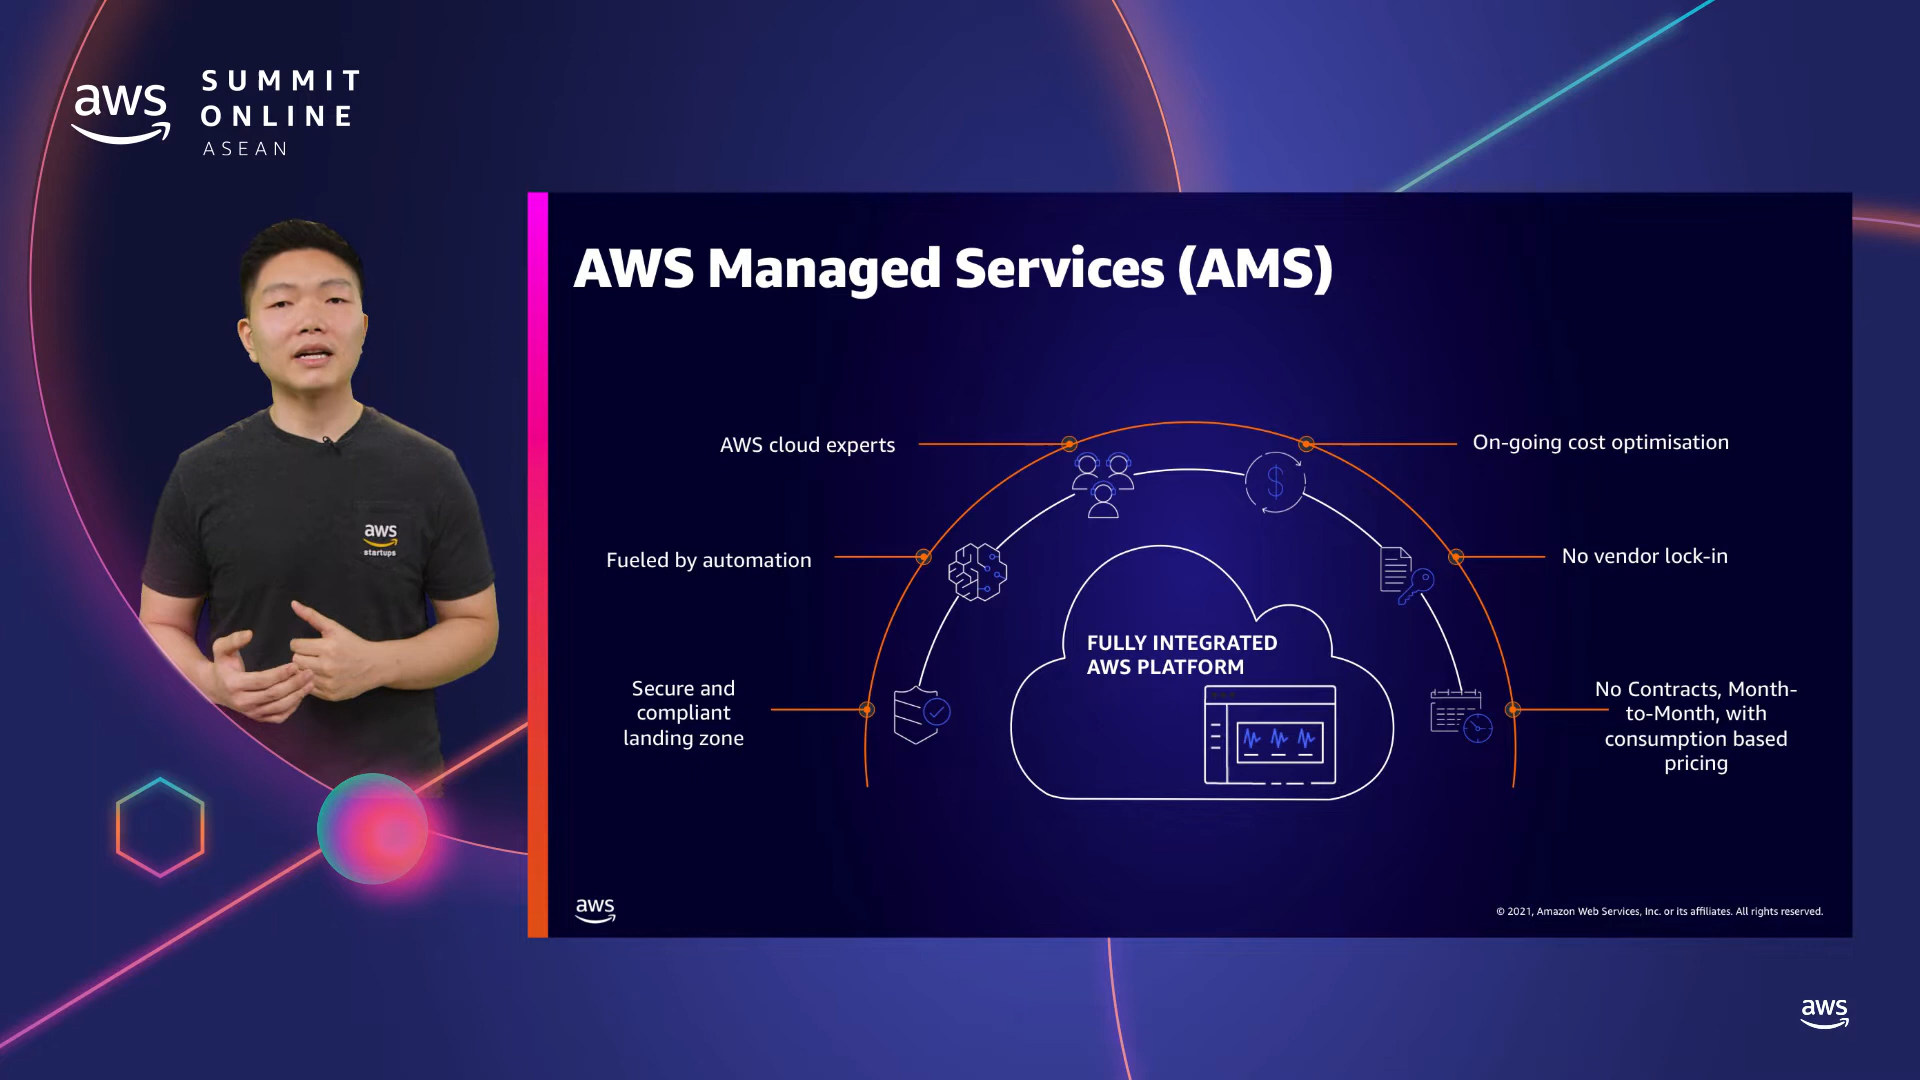 aws
SUMMIT
ONLINE
ASEAN
aws
startups
AWS Managed Services (AMS)
AWS cloud experts
On-going cost optimisation
Fueled by automation
No vendor lock-in
FULLY INTEGRATED
AWS PLATFORM
Secure and
compliant
landing zone
No Contracts, Month-
to-Month, with
consumption based
pricing
$
aws
© 2021, Amazon Web Services, Inc. or its affiliates. All rights reserved.
aws